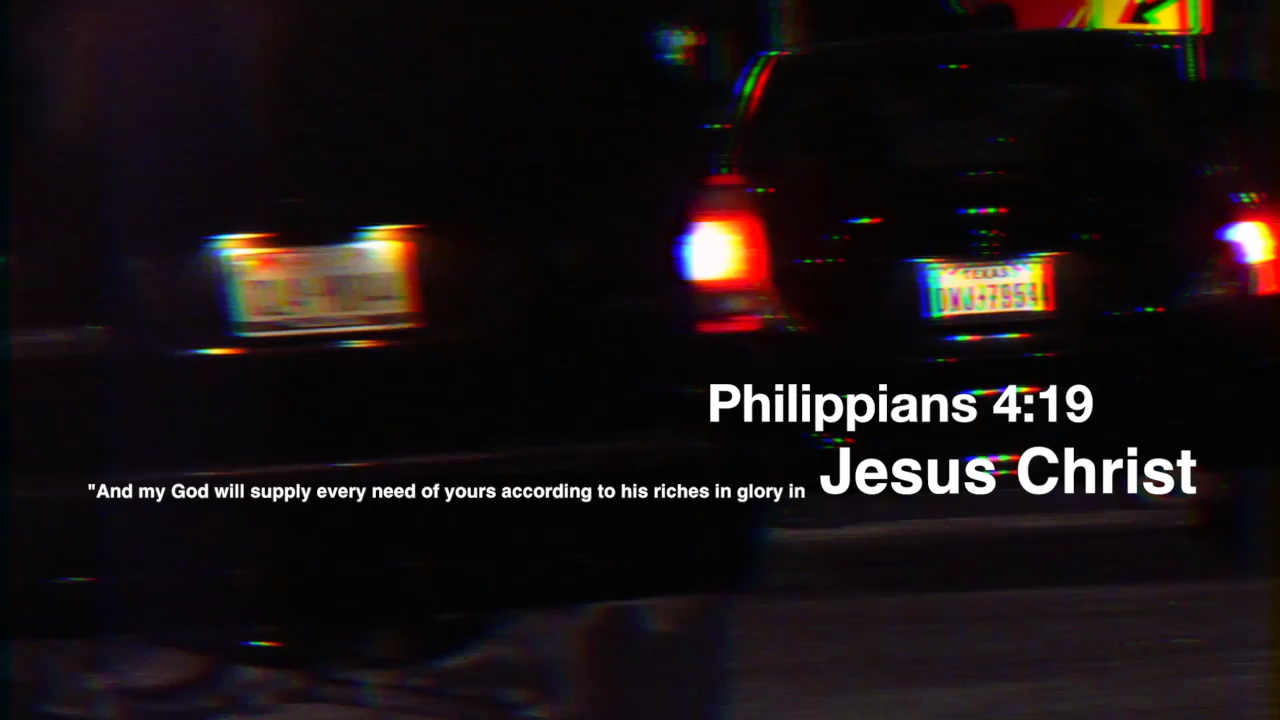 TEXAS
Philippians 4:19
"And my God will supply every need of yours according to his riches in glory in Jesus Christ